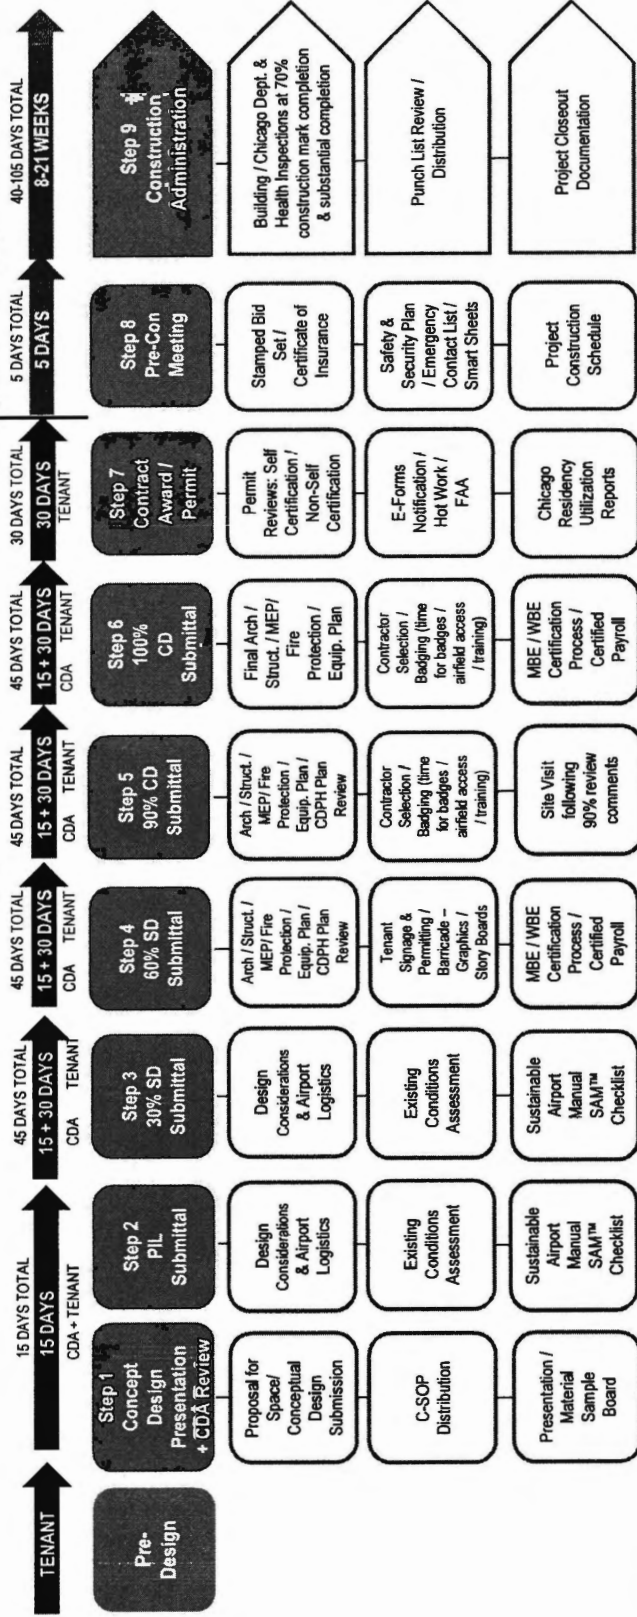 TENANT
15 DAYS TOTAL
15 DAYS
CDA + TENANT
45 DAYS TOTAL
15 + 30 DAYS
CDA TENANT
45 DAYS TOTAL
15 + 30 DAYS
CDA TENANT
45 DAYS TOTAL
15 + 30 DAYS
CDA TENANT
45 DAYS TOTAL
15 + 30 DAYS
CDA TENANT
30 DAYS TOTAL
30 DAYS
TENANT
5 DAYS TOTAL
5 DAYS
40-105 DAYS TOTAL
8-21 WEEKS
Pre-
Design
Step 1
Concept
Design
Presentation
+ CDA Review
Proposal for
Space/
Conceptual
Design
Submission
C-SOP
Distribution
Presentation /
Material
Sample
Board
Step 2
PIL
Submittal
Design
Considerations
& Airport
Logistics
Existing
Conditions
Assessment
Sustainable
Airport
Manual
SAM™
Checklist
Step 3
30% SD
Submittal
Design
Considerations
& Airport
Logistics
Existing
Conditions
Assessment
Sustainable
Airport
Manual
SAM™
Checklist
Step 4
60% SD
Submittal
Arch / Struct. /
MEP/ Fire
Protection /
Equip. Plan /
CDPH Plan
Review
Tenant
Signage &
Permitting /
Barricade –
Graphics /
Story Boards
MBE / WBE
Certification
Process /
Certified
Payroll
Step 5
90% CD
Submittal
Arch / Struct. /
MEP/ Fire
Protection /
Equip. Plan /
CDPH Plan
Review
Contractor
Selection /
Badging (time
for badges /
airfield access
/ training)
Site Visit
following
90% review
comments
Step 6
100%
CD
Submittal
Final Arch /
Struct. / MEP/
Fire
Protection /
Equip. Plan
Contractor
Selection /
Badging (time
for badges /
airfield access
/ training)
MBE / WBE
Certification
Process /
Certified
Payroll
Step 7
Contract
Award /
Permit
Permit
Reviews: Self
Certification /
Non-Self
Certification
E-Forms
Notification /
Hot Work /
FAA
Chicago
Residency
Utilization
Reports
Step 8
Pre-Con
Meeting
Stamped Bid
Set /
Certificate of
Insurance
Safety &
Security Plan
/ Emergency
Contact List /
Smart Sheets
Project
Construction
Schedule
Step 9
Construction
Administration
Building / Chicago Dept. &
Health Inspections at 70%
construction mark completion
& substantial completion
Punch List Review /
Distribution
Project Closeout
Documentation